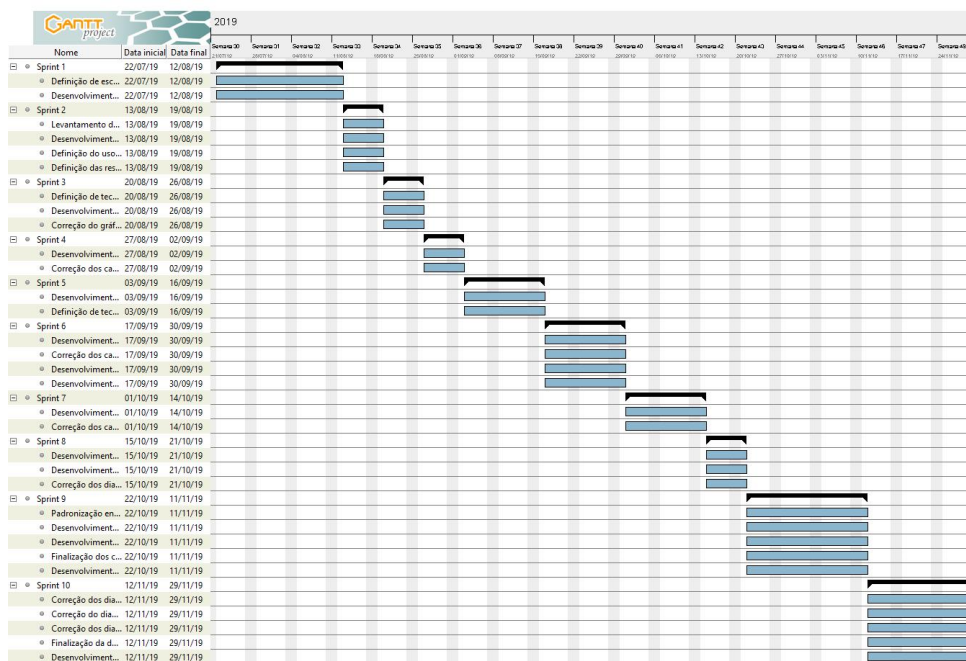 GANTT project
2019
Nome Data inicial Data final
Semana 30 Semana 31 Semana 32 Semana 33 Semana 34 Semana 35 Semana 36 Semana 37 Semana 38 Semana 39 Semana 40 Semana 41 Semana 42 Semana 43 Semana 44 Semana 45 Semana 46 Semana 47 Semana 48
Sprint 1 22/07/19 12/08/19
Definição de esc... 22/07/19 12/08/19
Desenvolviment... 22/07/19 12/08/19
Sprint 2 13/08/19 19/08/19
Levantamento d... 13/08/19 19/08/19
Desenvolviment... 13/08/19 19/08/19
Definição do uso... 13/08/19 19/08/19
Definição das res... 13/08/19 19/08/19
Sprint 3 20/08/19 26/08/19
Definição de tec... 20/08/19 26/08/19
Desenvolviment... 20/08/19 26/08/19
Correção do gráf... 20/08/19 26/08/19
Sprint 4 27/08/19 02/09/19
Desenvolviment... 27/08/19 02/09/19
Correção dos ca... 27/08/19 02/09/19
Sprint 5 03/09/19 16/09/19
Desenvolviment... 03/09/19 16/09/19
Definição de tec... 03/09/19 16/09/19
Sprint 6 17/09/19 30/09/19
Desenvolviment... 17/09/19 30/09/19
Correção dos ca... 17/09/19 30/09/19
Desenvolviment... 17/09/19 30/09/19
Desenvolviment... 17/09/19 30/09/19
Sprint 7 01/10/19 14/10/19
Desenvolviment... 01/10/19 14/10/19
Correção dos ca... 01/10/19 14/10/19
Sprint 8 15/10/19 21/10/19
Desenvolviment... 15/10/19 21/10/19
Desenvolviment... 15/10/19 21/10/19
Correção dos dia... 15/10/19 21/10/19
Sprint 9 22/10/19 11/11/19
Padronização en... 22/10/19 11/11/19
Desenvolviment... 22/10/19 11/11/19
Desenvolviment... 22/10/19 11/11/19
Finalização dos c... 22/10/19 11/11/19
Desenvolviment... 22/10/19 11/11/19
Sprint 10 12/11/19 29/11/19
Correção dos dia... 12/11/19 29/11/19
Correção do dia... 12/11/19 29/11/19
Correção dos dia... 12/11/19 29/11/19
Finalização da d... 12/11/19 29/11/19
Desenvolviment... 12/11/19 29/11/19